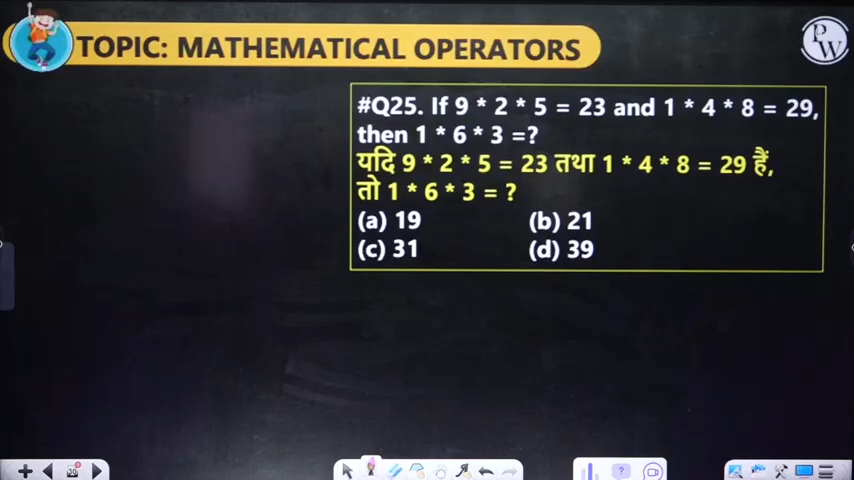 TOPIC: MATHEMATICAL OPERATORS
PW
#Q25. If 9 * 2 * 5 = 23 and 1 * 4 * 8 = 29,
then 1 * 6 * 3 =?
यदि 9 * 2 * 5 = 23 तथा 1 * 4 * 8 = 29 हैं,
तो 1 * 6 * 3 = ?
(a) 19 (b) 21
(c) 31 (d) 39